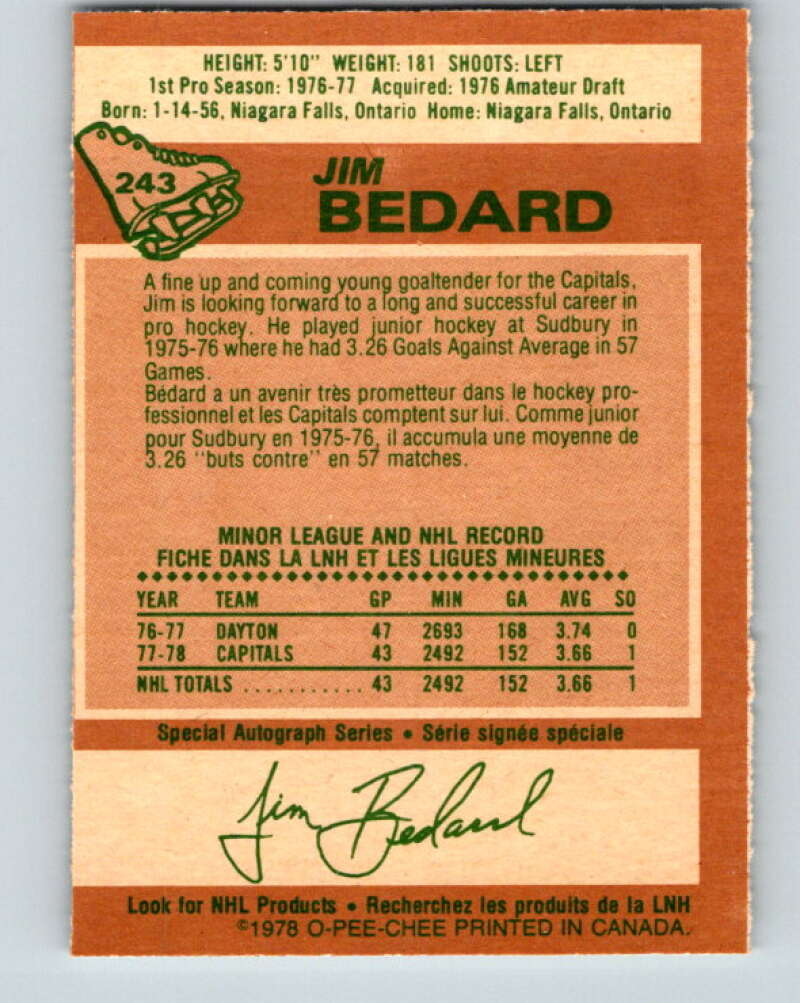 HEIGHT: 5'10" WEIGHT: 181 SHOOTS: LEFT
1st Pro Season: 1976-77 Acquired: 1976 Amateur Draft
Born: 1-14-56, Niagara Falls, Ontario Home: Niagara Falls, Ontario
243
JIM
BEDARD
A fine up and coming young goaltender for the Capitals,
Jim is looking forward to a long and successful career in
pro hockey. He played junior hockey at Sudbury in
1975-76 where he had 3.26 Goals Against Average in 57
Games.
Bédard a un avenir très prometteur dans le hockey pro-
fessionnel et les Capitals comptent sur lui. Comme junior
pour Sudbury en 1975-76, il accumula une moyenne de
3.26 "buts contre" en 57 matches.
MINOR LEAGUE AND NHL RECORD
FICHE DANS LA LNH ET LES LIGUES MINEURES
YEAR TEAM GP MIN GA AVG SO
76-77 DAYTON 47 2693 168 3.74 0
77-78 CAPITALS 43 2492 152 3.66 1
NHL TOTALS ............ 43 2492 152 3.66 1
Special Autograph Series • Série signée spéciale
Jim Bedard
Look for NHL Products • Recherchez les produits de la LNH
©1978 O-PEE-CHEE PRINTED IN CANADA.